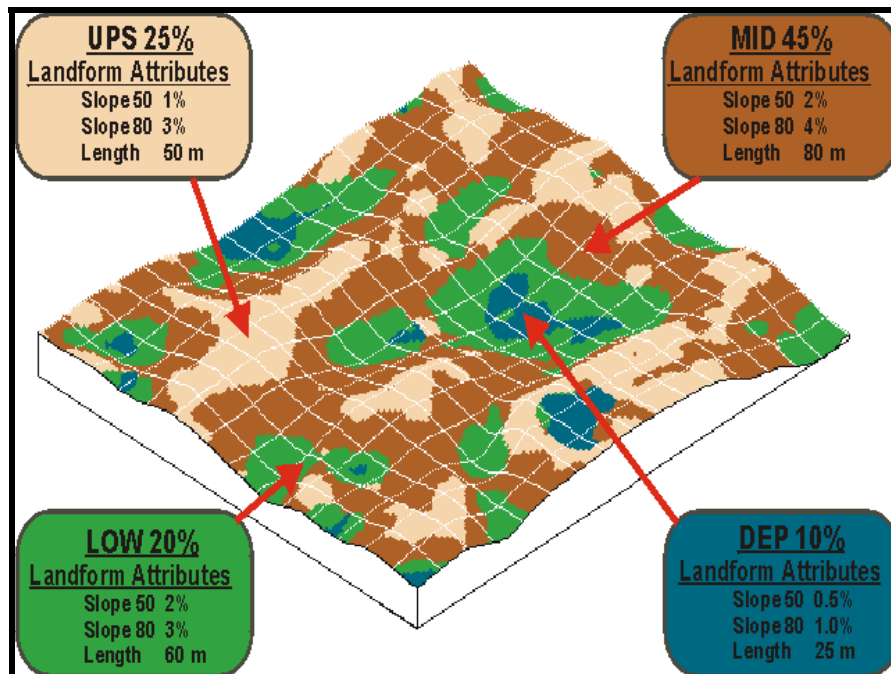 UPS 25%
Landform Attributes
Slope 50 1%
Slope 80 3%
Length 50 m
MID 45%
Landform Attributes
Slope 50 2%
Slope 80 4%
Length 80 m
LOW 20%
Landform Attributes
Slope 50 2%
Slope 80 3%
Length 60 m
DEP 10%
Landform Attributes
Slope 50 0.5%
Slope 80 1.0%
Length 25 m